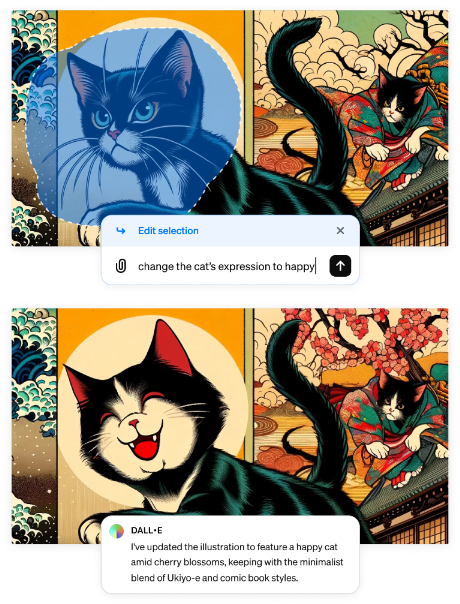 Edit selection
change the cat's expression to happy
DALL•E
I've updated the illustration to feature a happy cat
amid cherry blossoms, keeping with the minimalist
blend of Ukiyo-e and comic book styles.